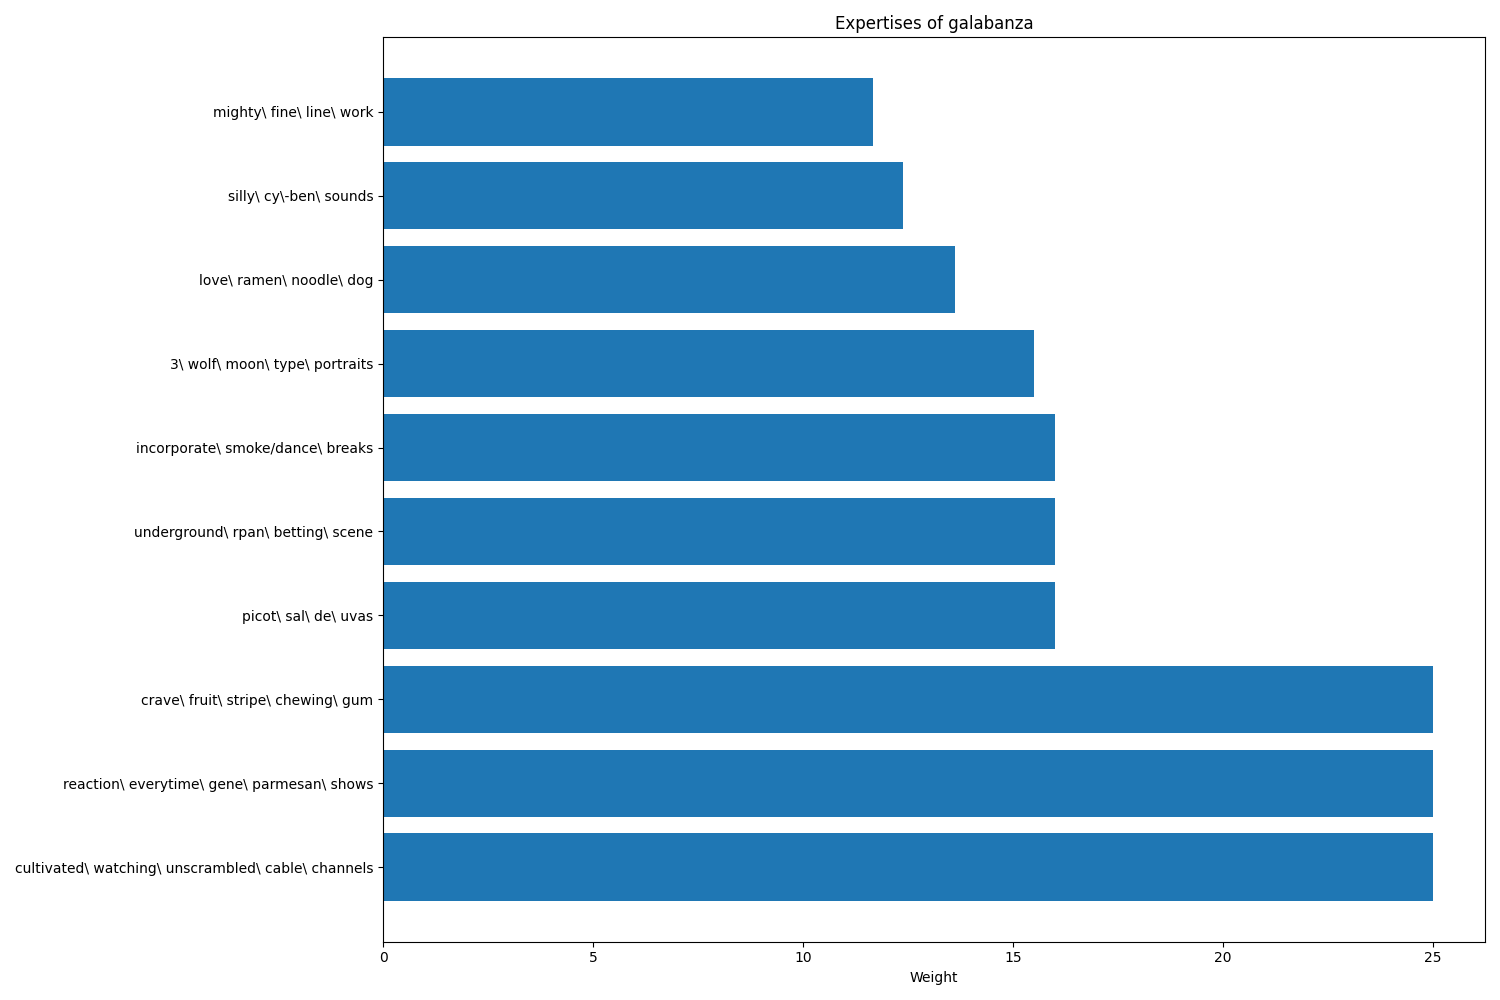 Expertises of galabanza
mighty\ fine\ line\ work
silly\ cy\-ben\ sounds
love\ ramen\ noodle\ dog
3\ wolf\ moon\ type\ portraits
incorporate\ smoke/dance\ breaks
underground\ rpan\ betting\ scene
picot\ sal\ de\ uvas
crave\ fruit\ stripe\ chewing\ gum
reaction\ everytime\ gene\ parmesan\ shows
cultivated\ watching\ unscrambled\ cable\ channels
0 5 10 15 20 25
Weight